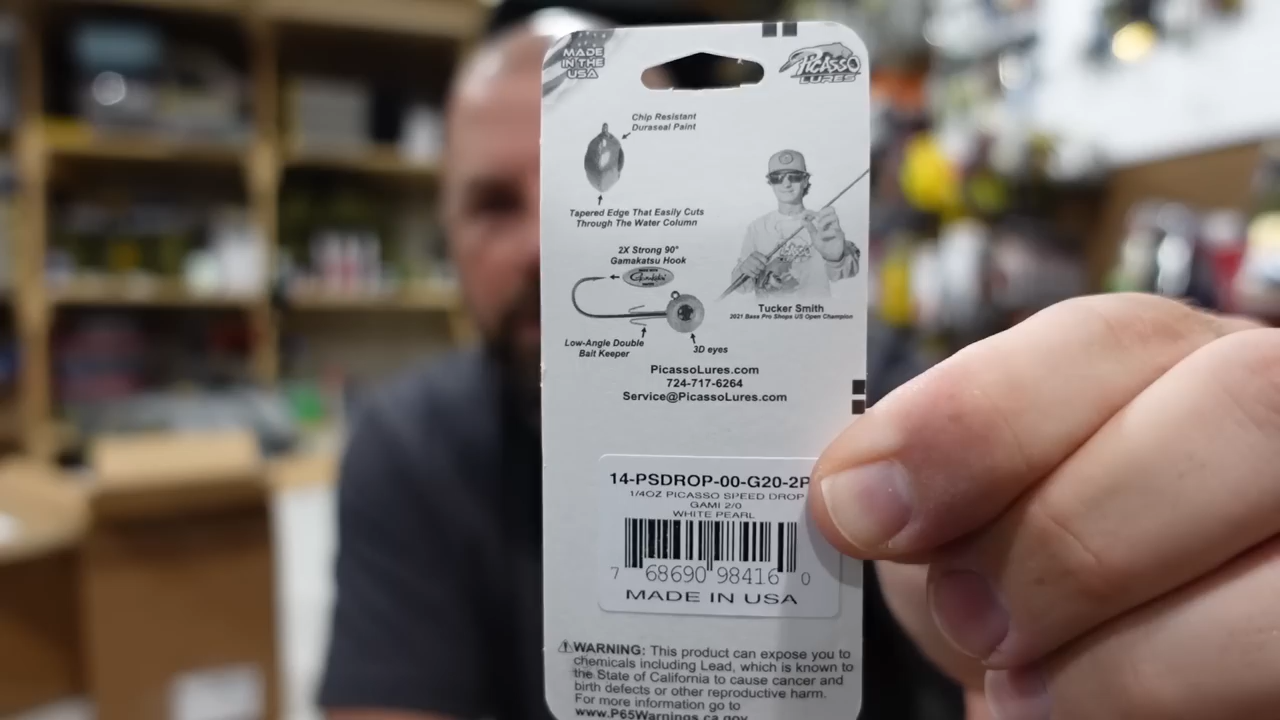 MADE
IN THE
USA
PICASSO
LURES
Chip Resistant
Duraseal Paint
Tapered Edge That Easily Cuts
Through The Water Column
2X Strong 90°
Gamakatsu Hook
Gamakatsu
Low-Angle Double
Bait Keeper
3D eyes
Tucker Smith
2021 Bass Pro Shops US Open Champion
PicassoLures.com
724-717-6264
Service@PicassoLures.com
14-PSDROP-00-G20-2P
1/4OZ PICASSO SPEED DROP
GAMI 2/0
WHITE PEARL
7 68690 98416 0
MADE IN USA
⚠WARNING: This product can expose you to
chemicals including Lead, which is known to
the State of California to cause cancer and
birth defects or other reproductive harm.
For more information go to
www.P65Warnings.ca.gov